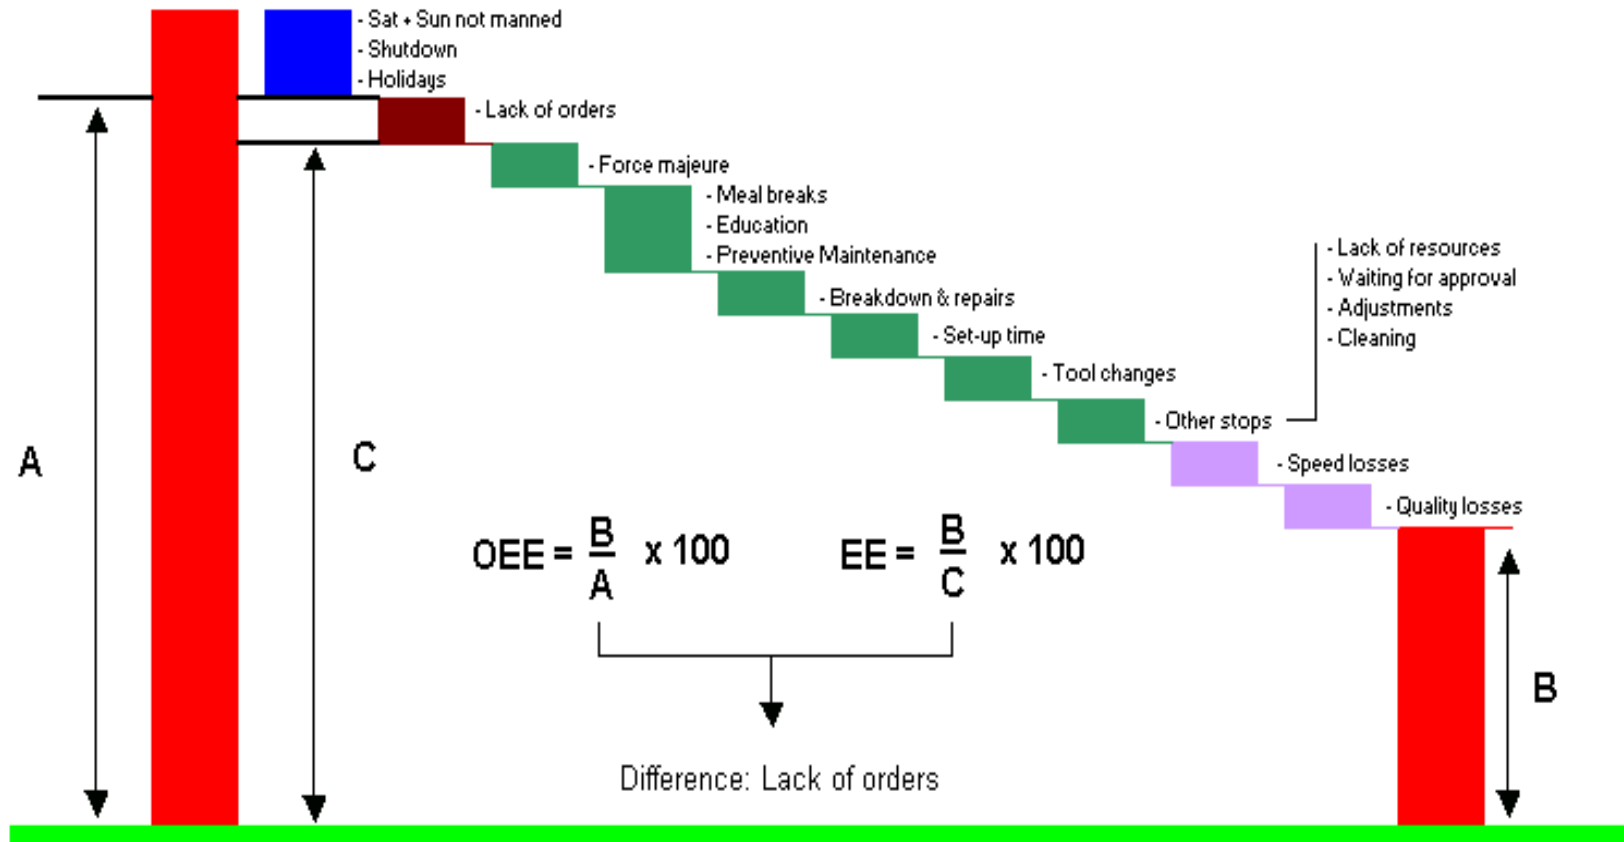 - Sat + Sun not manned
- Shutdown
- Holidays
- Lack of orders
- Force majeure
- Meal breaks
- Education
- Preventive Maintenance
- Breakdown & repairs
- Set-up time
- Tool changes
- Other stops
- Lack of resources
- Waiting for approval
- Adjustments
- Cleaning
- Speed losses
- Quality losses
A
C
B
OEE = B/A x 100
EE = B/C x 100
Difference: Lack of orders